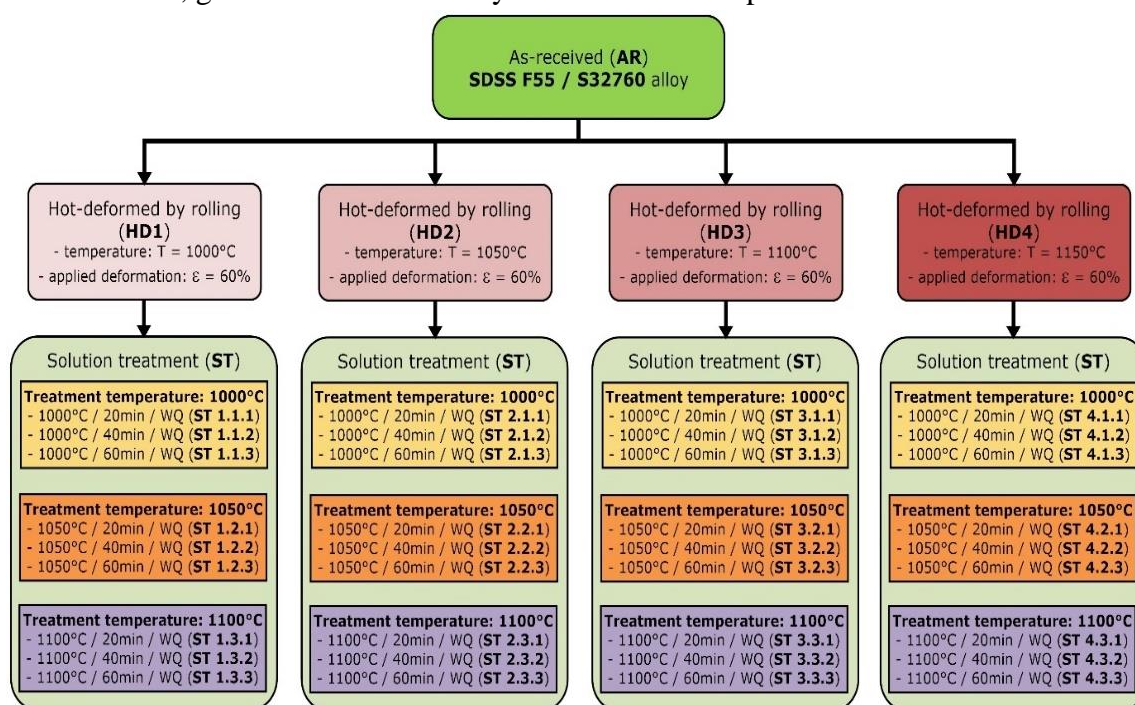 As-received (AR)
SDSS F55 / S32760 alloy
Hot-deformed by rolling
(HD1)
- temperature: T = 1000°C
- applied deformation: ε = 60%
Hot-deformed by rolling
(HD2)
- temperature: T = 1050°C
- applied deformation: ε = 60%
Hot-deformed by rolling
(HD3)
- temperature: T = 1100°C
- applied deformation: ε = 60%
Hot-deformed by rolling
(HD4)
- temperature: T = 1150°C
- applied deformation: ε = 60%
Solution treatment (ST)
Treatment temperature: 1000°C
- 1000°C / 20min / WQ (ST 1.1.1)
- 1000°C / 40min / WQ (ST 1.1.2)
- 1000°C / 60min / WQ (ST 1.1.3)
Treatment temperature: 1050°C
- 1050°C / 20min / WQ (ST 1.2.1)
- 1050°C / 40min / WQ (ST 1.2.2)
- 1050°C / 60min / WQ (ST 1.2.3)
Treatment temperature: 1100°C
- 1100°C / 20min / WQ (ST 1.3.1)
- 1100°C / 40min / WQ (ST 1.3.2)
- 1100°C / 60min / WQ (ST 1.3.3)
Solution treatment (ST)
Treatment temperature: 1000°C
- 1000°C / 20min / WQ (ST 2.1.1)
- 1000°C / 40min / WQ (ST 2.1.2)
- 1000°C / 60min / WQ (ST 2.1.3)
Treatment temperature: 1050°C
- 1050°C / 20min / WQ (ST 2.2.1)
- 1050°C / 40min / WQ (ST 2.2.2)
- 1050°C / 60min / WQ (ST 2.2.3)
Treatment temperature: 1100°C
- 1100°C / 20min / WQ (ST 2.3.1)
- 1100°C / 40min / WQ (ST 2.3.2)
- 1100°C / 60min / WQ (ST 2.3.3)
Solution treatment (ST)
Treatment temperature: 1000°C
- 1000°C / 20min / WQ (ST 3.1.1)
- 1000°C / 40min / WQ (ST 3.1.2)
- 1000°C / 60min / WQ (ST 3.1.3)
Treatment temperature: 1050°C
- 1050°C / 20min / WQ (ST 3.2.1)
- 1050°C / 40min / WQ (ST 3.2.2)
- 1050°C / 60min / WQ (ST 3.2.3)
Treatment temperature: 1100°C
- 1100°C / 20min / WQ (ST 3.3.1)
- 1100°C / 40min / WQ (ST 3.3.2)
- 1100°C / 60min / WQ (ST 3.3.3)
Solution treatment (ST)
Treatment temperature: 1000°C
- 1000°C / 20min / WQ (ST 4.1.1)
- 1000°C / 40min / WQ (ST 4.1.2)
- 1000°C / 60min / WQ (ST 4.1.3)
Treatment temperature: 1050°C
- 1050°C / 20min / WQ (ST 4.2.1)
- 1050°C / 40min / WQ (ST 4.2.2)
- 1050°C / 60min / WQ (ST 4.2.3)
Treatment temperature: 1100°C
- 1100°C / 20min / WQ (ST 4.3.1)
- 1100°C / 40min / WQ (ST 4.3.2)
- 1100°C / 60min / WQ (ST 4.3.3)